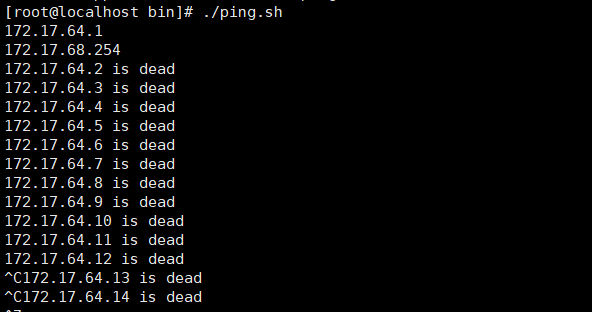 [root@localhost bin]# ./ping.sh
172.17.64.1
172.17.68.254
172.17.64.2 is dead
172.17.64.3 is dead
172.17.64.4 is dead
172.17.64.5 is dead
172.17.64.6 is dead
172.17.64.7 is dead
172.17.64.8 is dead
172.17.64.9 is dead
172.17.64.10 is dead
172.17.64.11 is dead
172.17.64.12 is dead
^C172.17.64.13 is dead
^C172.17.64.14 is dead